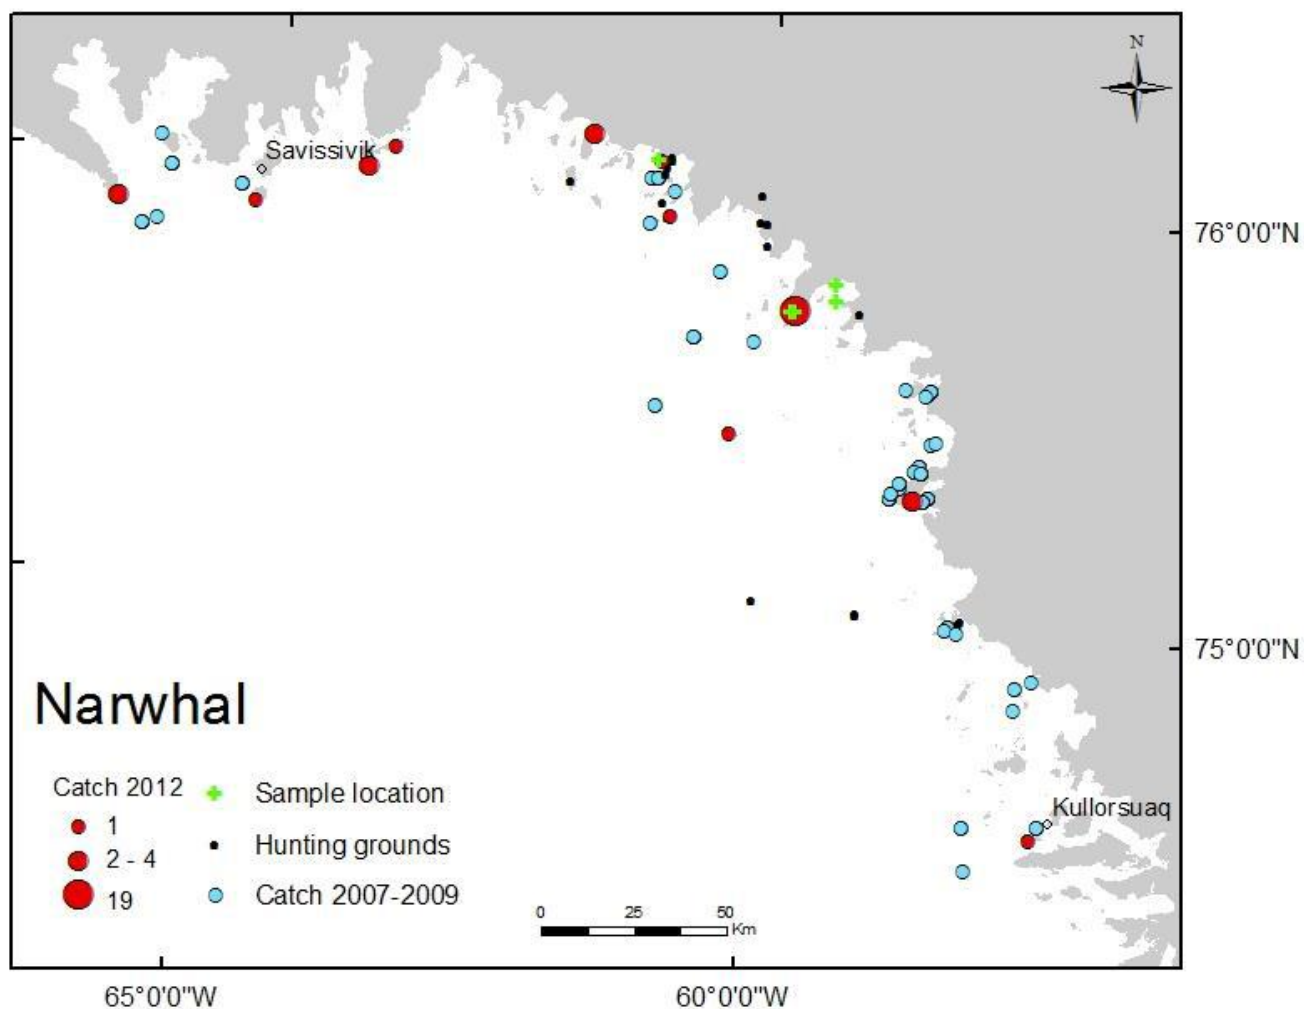 N
Savissivik
76°0'0"N
75°0'0"N
Narwhal
Catch 2012
1
2 - 4
19
Sample location
Hunting grounds
Catch 2007-2009
Kullorsuaq
0 25 50
Km
65°0'0"W 60°0'0"W